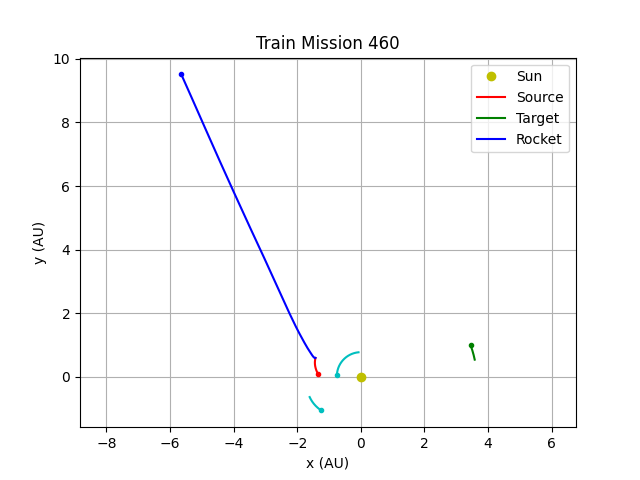 Train Mission 460
Sun
Source
Target
Rocket
y (AU)
10
8
6
4
2
0
−8 −6 −4 −2 0 2 4 6
x (AU)